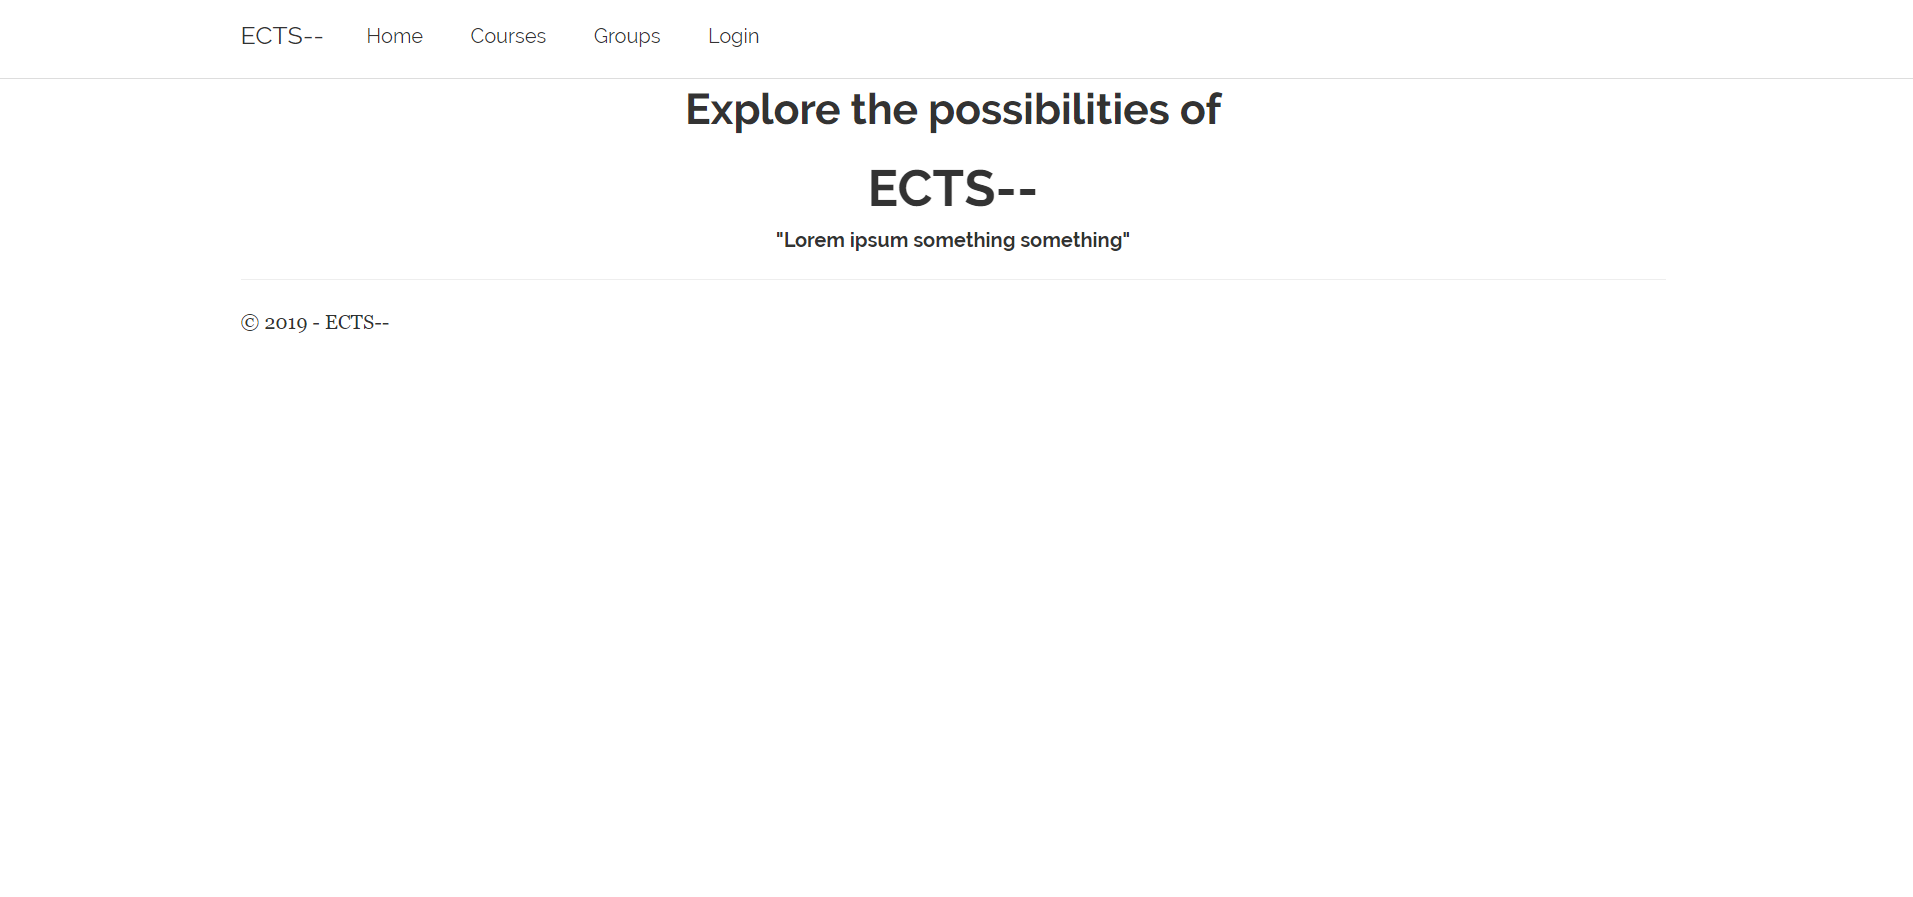 ECTS-- Home Courses Groups Login
Explore the possibilities of
ECTS--
"Lorem ipsum something something"
© 2019 - ECTS--